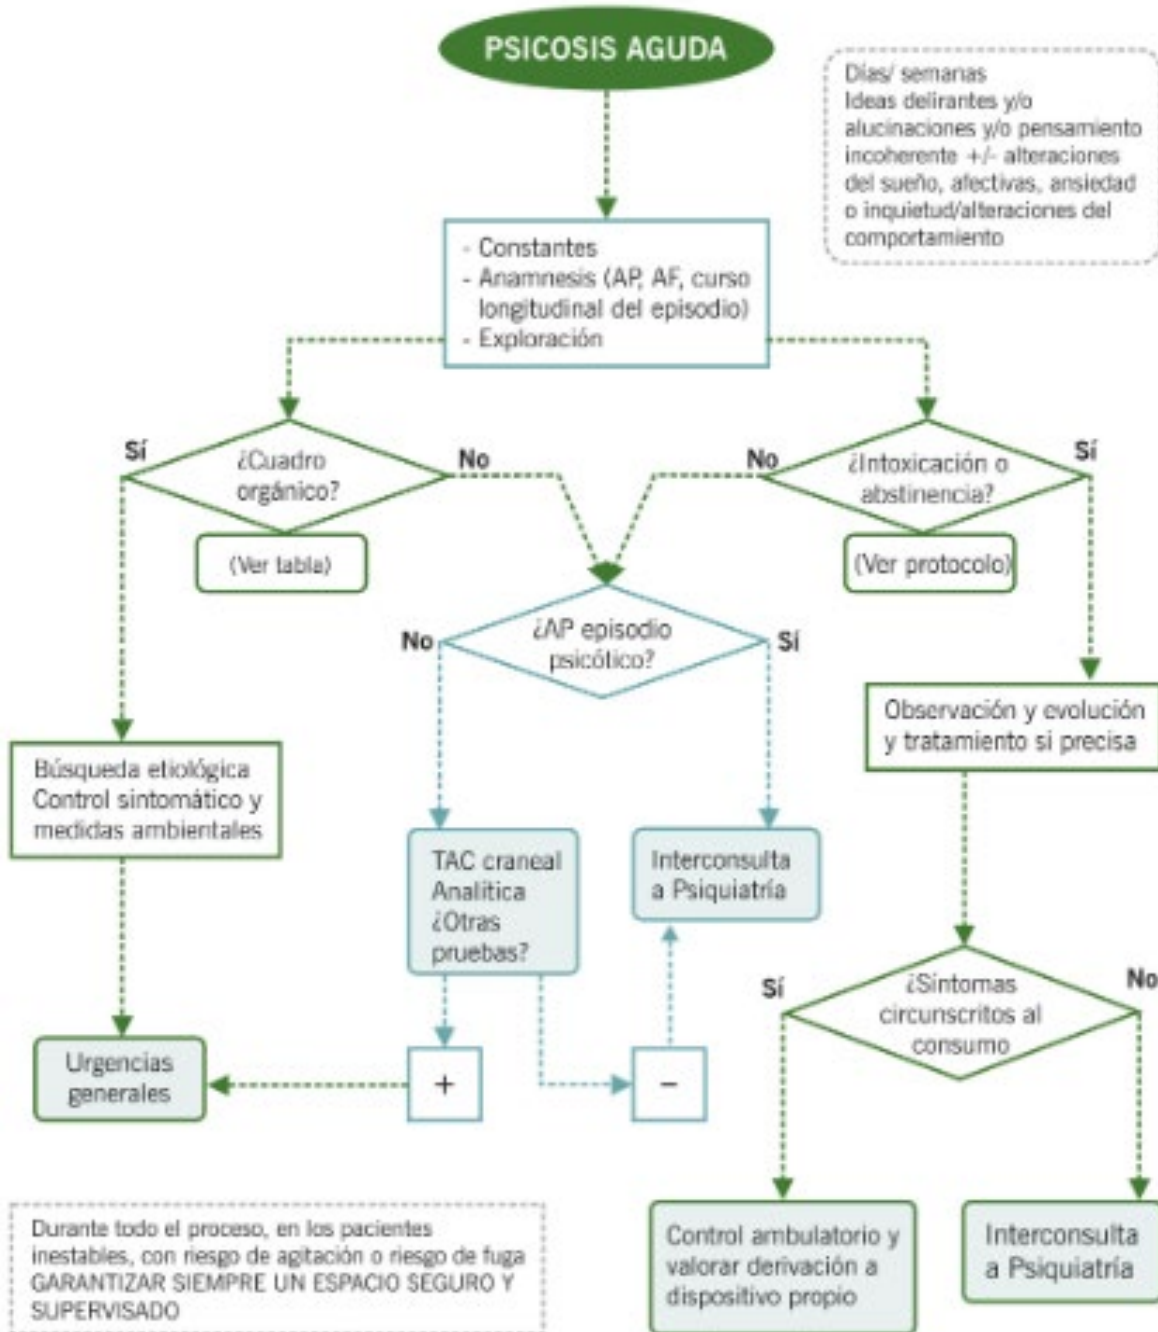 PSICOSIS AGUDA
Días/ semanas
Ideas delirantes y/o
alucinaciones y/o pensamiento
incoherente +/- alteraciones
del sueño, afectivas, ansiedad
o inquietud/alteraciones del
comportamiento
- Constantes
- Anamnesis (AP, AF, curso
longitudinal del episodio)
- Exploración
Sí
¿Cuadro
orgánico?
No
(Ver tabla)
No
¿Intoxicación o
abstinencia?
Sí
(Ver protocolo)
No
¿AP episodio
psicótico?
Sí
Búsqueda etiológica
Control sintomático y
medidas ambientales
Observación y evolución
y tratamiento si precisa
TAC craneal
Analítica
¿Otras
pruebas?
Interconsulta
a Psiquiatría
Sí
¿Síntomas
circunscritos al
consumo
No
Urgencias
generales
+
−
Durante todo el proceso, en los pacientes
inestables, con riesgo de agitación o riesgo de fuga
GARANTIZAR SIEMPRE UN ESPACIO SEGURO Y
SUPERVISADO
Control ambulatorio y
valorar derivación a
dispositivo propio
Interconsulta
a Psiquiatría